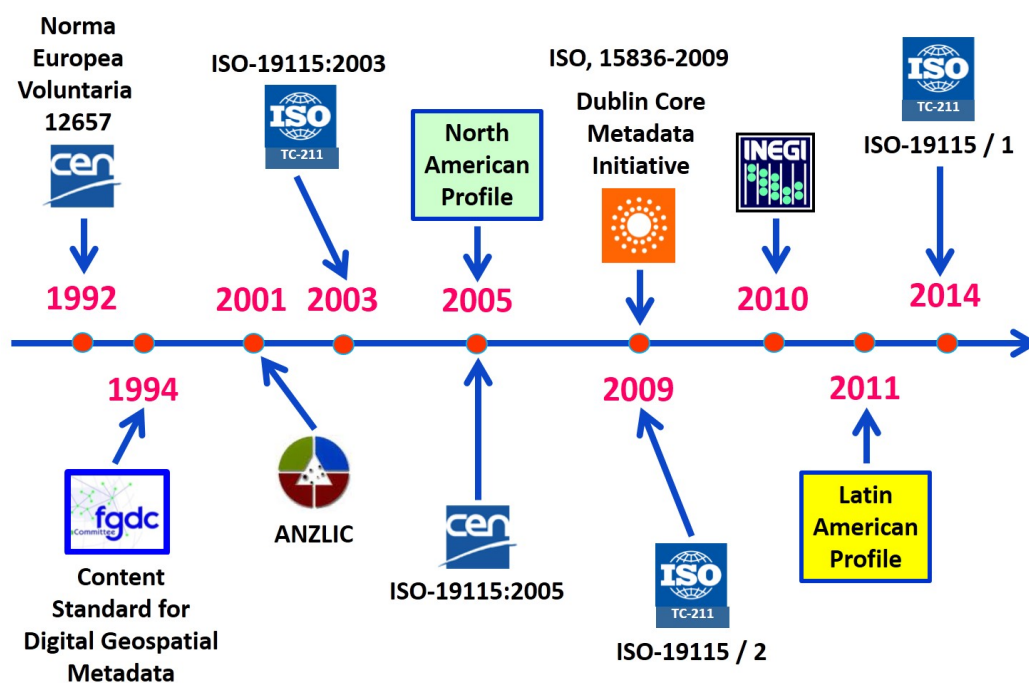 Norma
Europea
Voluntaria
12657
cen
1992
ISO-19115:2003
ISO
TC-211
2003
North
American
Profile
2005
ISO, 15836-2009
Dublin Core
Metadata
Initiative
2009
INEGI
2010
ISO
TC-211
ISO-19115 / 1
2014
1994
fgdc
eCommittee
Content
Standard for
Digital Geospatial
Metadata
2001
ANZLIC
cen
ISO-19115:2005
ISO
TC-211
ISO-19115 / 2
2011
Latin
American
Profile